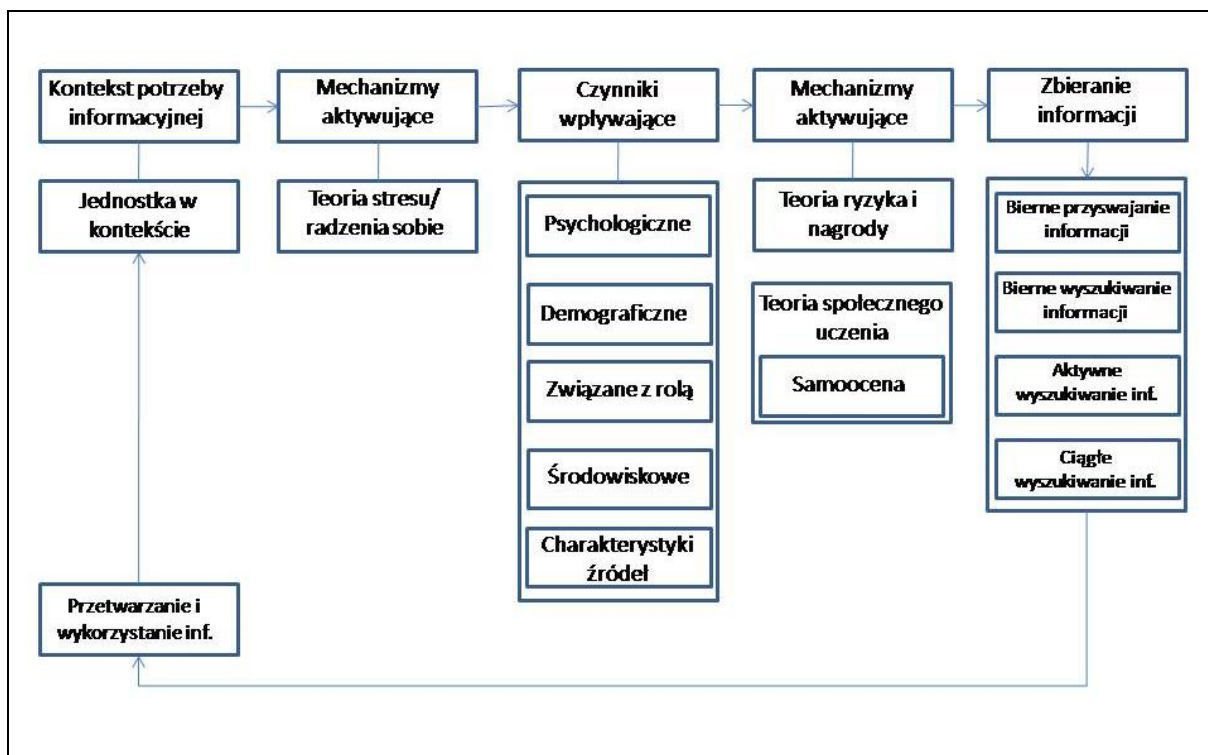 Kontekst potrzeby
informacyjnej
Mechanizmy
aktywujące
Czynniki
wpływające
Mechanizmy
aktywujące
Zbieranie
informacji
Jednostka w
kontekście
Teoria stresu/
radzenia sobie
Psychologiczne
Demograficzne
Związane z rolą
Środowiskowe
Charakterystyki
źródeł
Teoria ryzyka i
nagrody
Teoria społecznego
uczenia
Samoocena
Bierne przyswajanie
informacji
Bierne wyszukiwanie
informacji
Aktywne
wyszukiwanie inf.
Ciągłe
wyszukiwanie inf.
Przetwarzanie i
wykorzystanie inf.